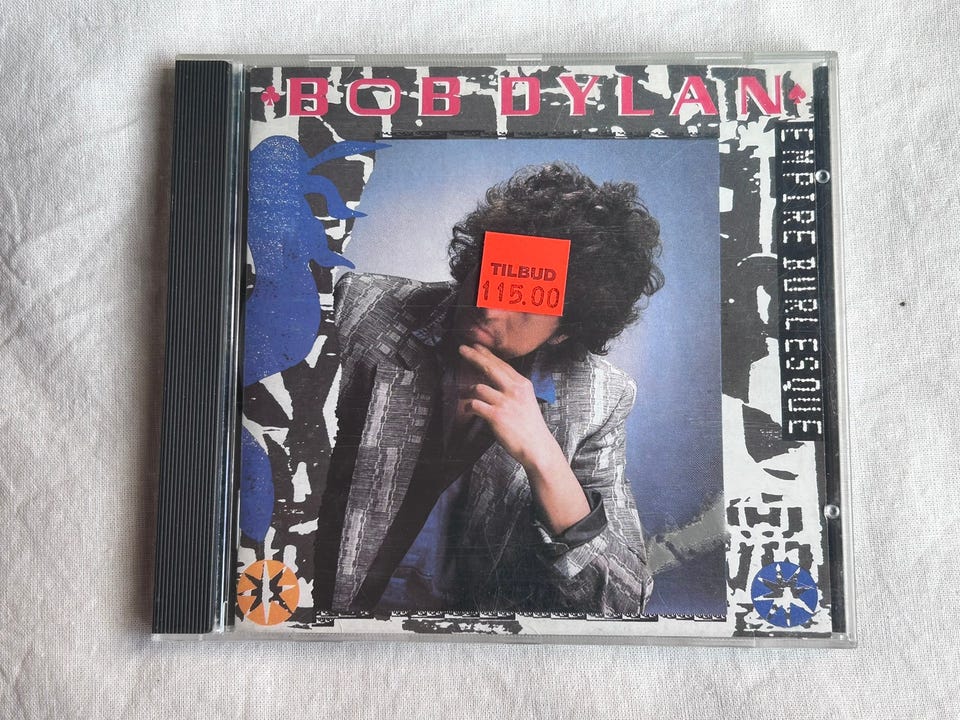 BOB DYLAN
EMPIRE BURLESQUE
TILBUD
115.00